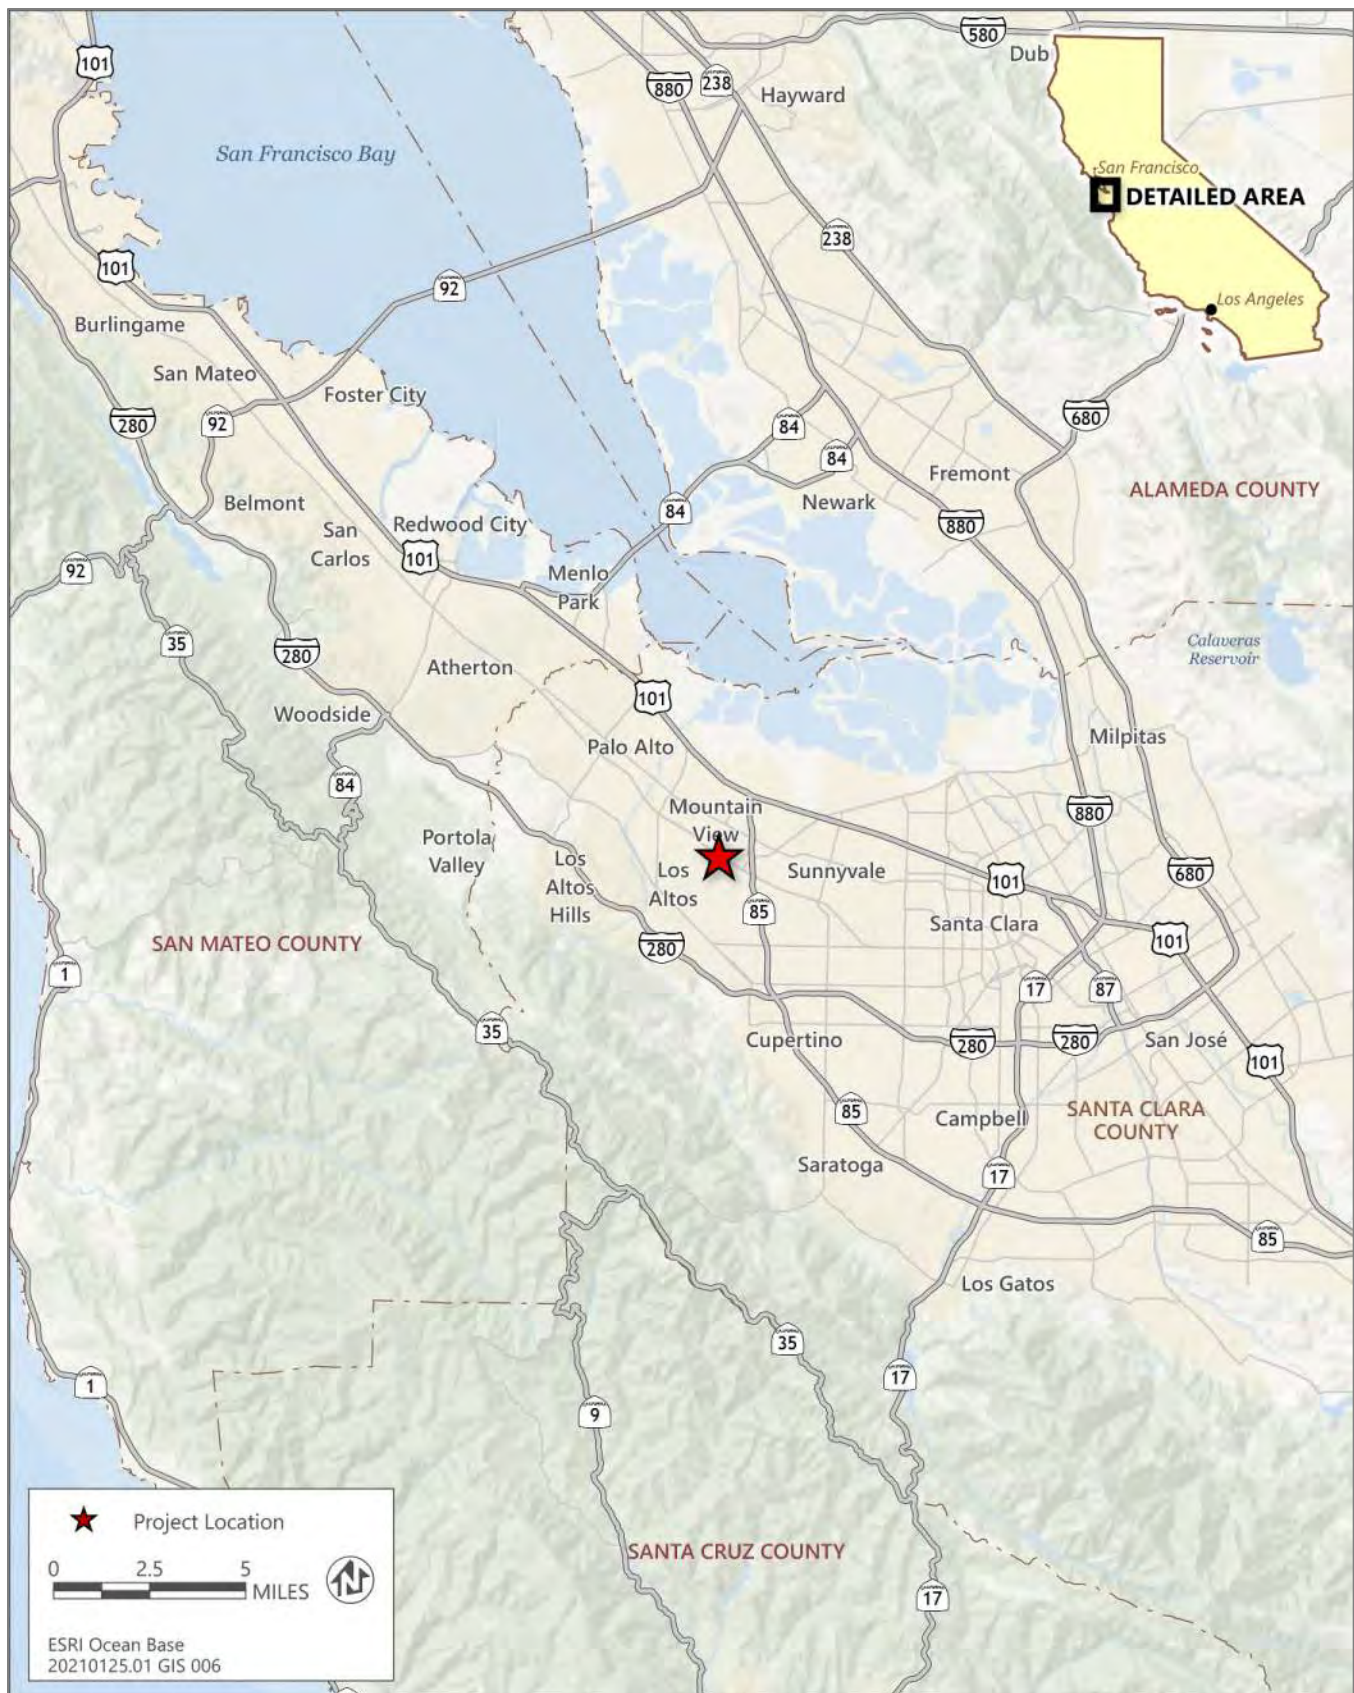 101
580
Dub
880
238
Hayward
San Francisco Bay
San Francisco
DETAILED AREA
238
101
92
Los Angeles
Burlingame
San Mateo
Foster City
280
92
84
680
84
Fremont
ALAMEDA COUNTY
Belmont
Newark
San
Carlos
Redwood City
84
880
101
92
Menlo
Park
35
280
Calaveras
Reservoir
Atherton
101
Woodside
Palo Alto
Milpitas
84
Mountain
View
880
Portola
Valley
Los
Altos
Hills
Los
Altos
Sunnyvale
101
680
85
Santa Clara
SAN MATEO COUNTY
280
101
1
17
87
35
Cupertino
280
280
San José
101
85
Campbell
SANTA CLARA
COUNTY
Saratoga
17
85
Los Gatos
35
1
17
9
Project Location
0 2.5 5
MILES
N
SANTA CRUZ COUNTY
17
ESRI Ocean Base
20210125.01 GIS 006